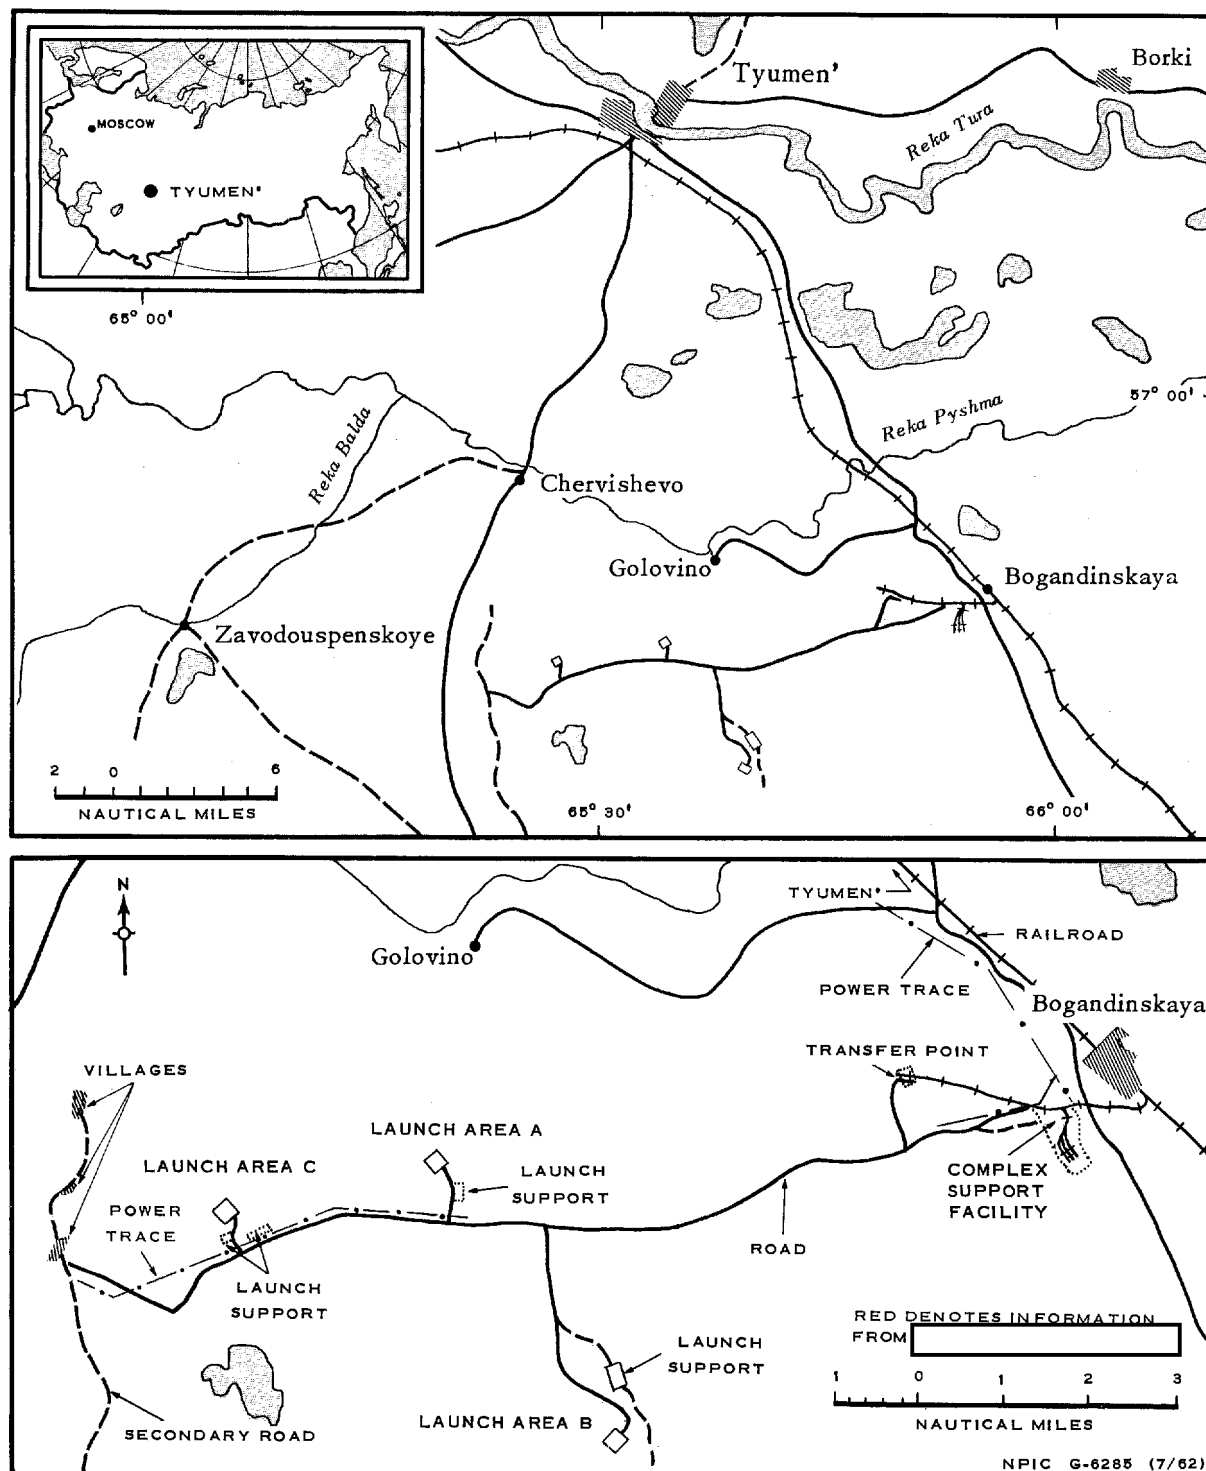 MOSCOW
TYUMEN'
Tyumen'
Borki
Reka Tura
65° 00'
57° 00'
Reka Pyshma
Reka Balda
Chervishevo
Golovino
Bogandinskaya
Zavodouspenskoye
2 0 6
NAUTICAL MILES
65° 30'
66° 00'
N
TYUMEN'
RAILROAD
Golovino
POWER TRACE
Bogandinskaya
TRANSFER POINT
VILLAGES
LAUNCH AREA A
LAUNCH AREA C
LAUNCH
SUPPORT
COMPLEX
SUPPORT
FACILITY
POWER
TRACE
ROAD
LAUNCH
SUPPORT
RED DENOTES INFORMATION
FROM
LAUNCH
SUPPORT
1 0 1 3
LAUNCH AREA B
NAUTICAL MILES
SECONDARY ROAD
NPIC G-6285 (7/62)